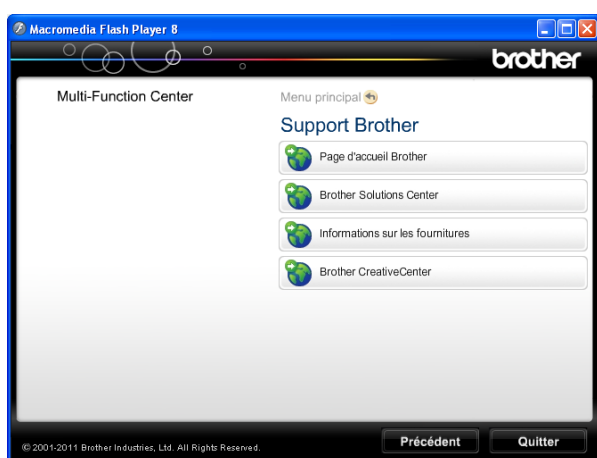 Macromedia Flash Player 8
brother
Multi-Function Center
Menu principal
Support Brother
Page d'accueil Brother
Brother Solutions Center
Informations sur les fournitures
Brother CreativeCenter
© 2001-2011 Brother Industries, Ltd. All Rights Reserved.
Précédent
Quitter